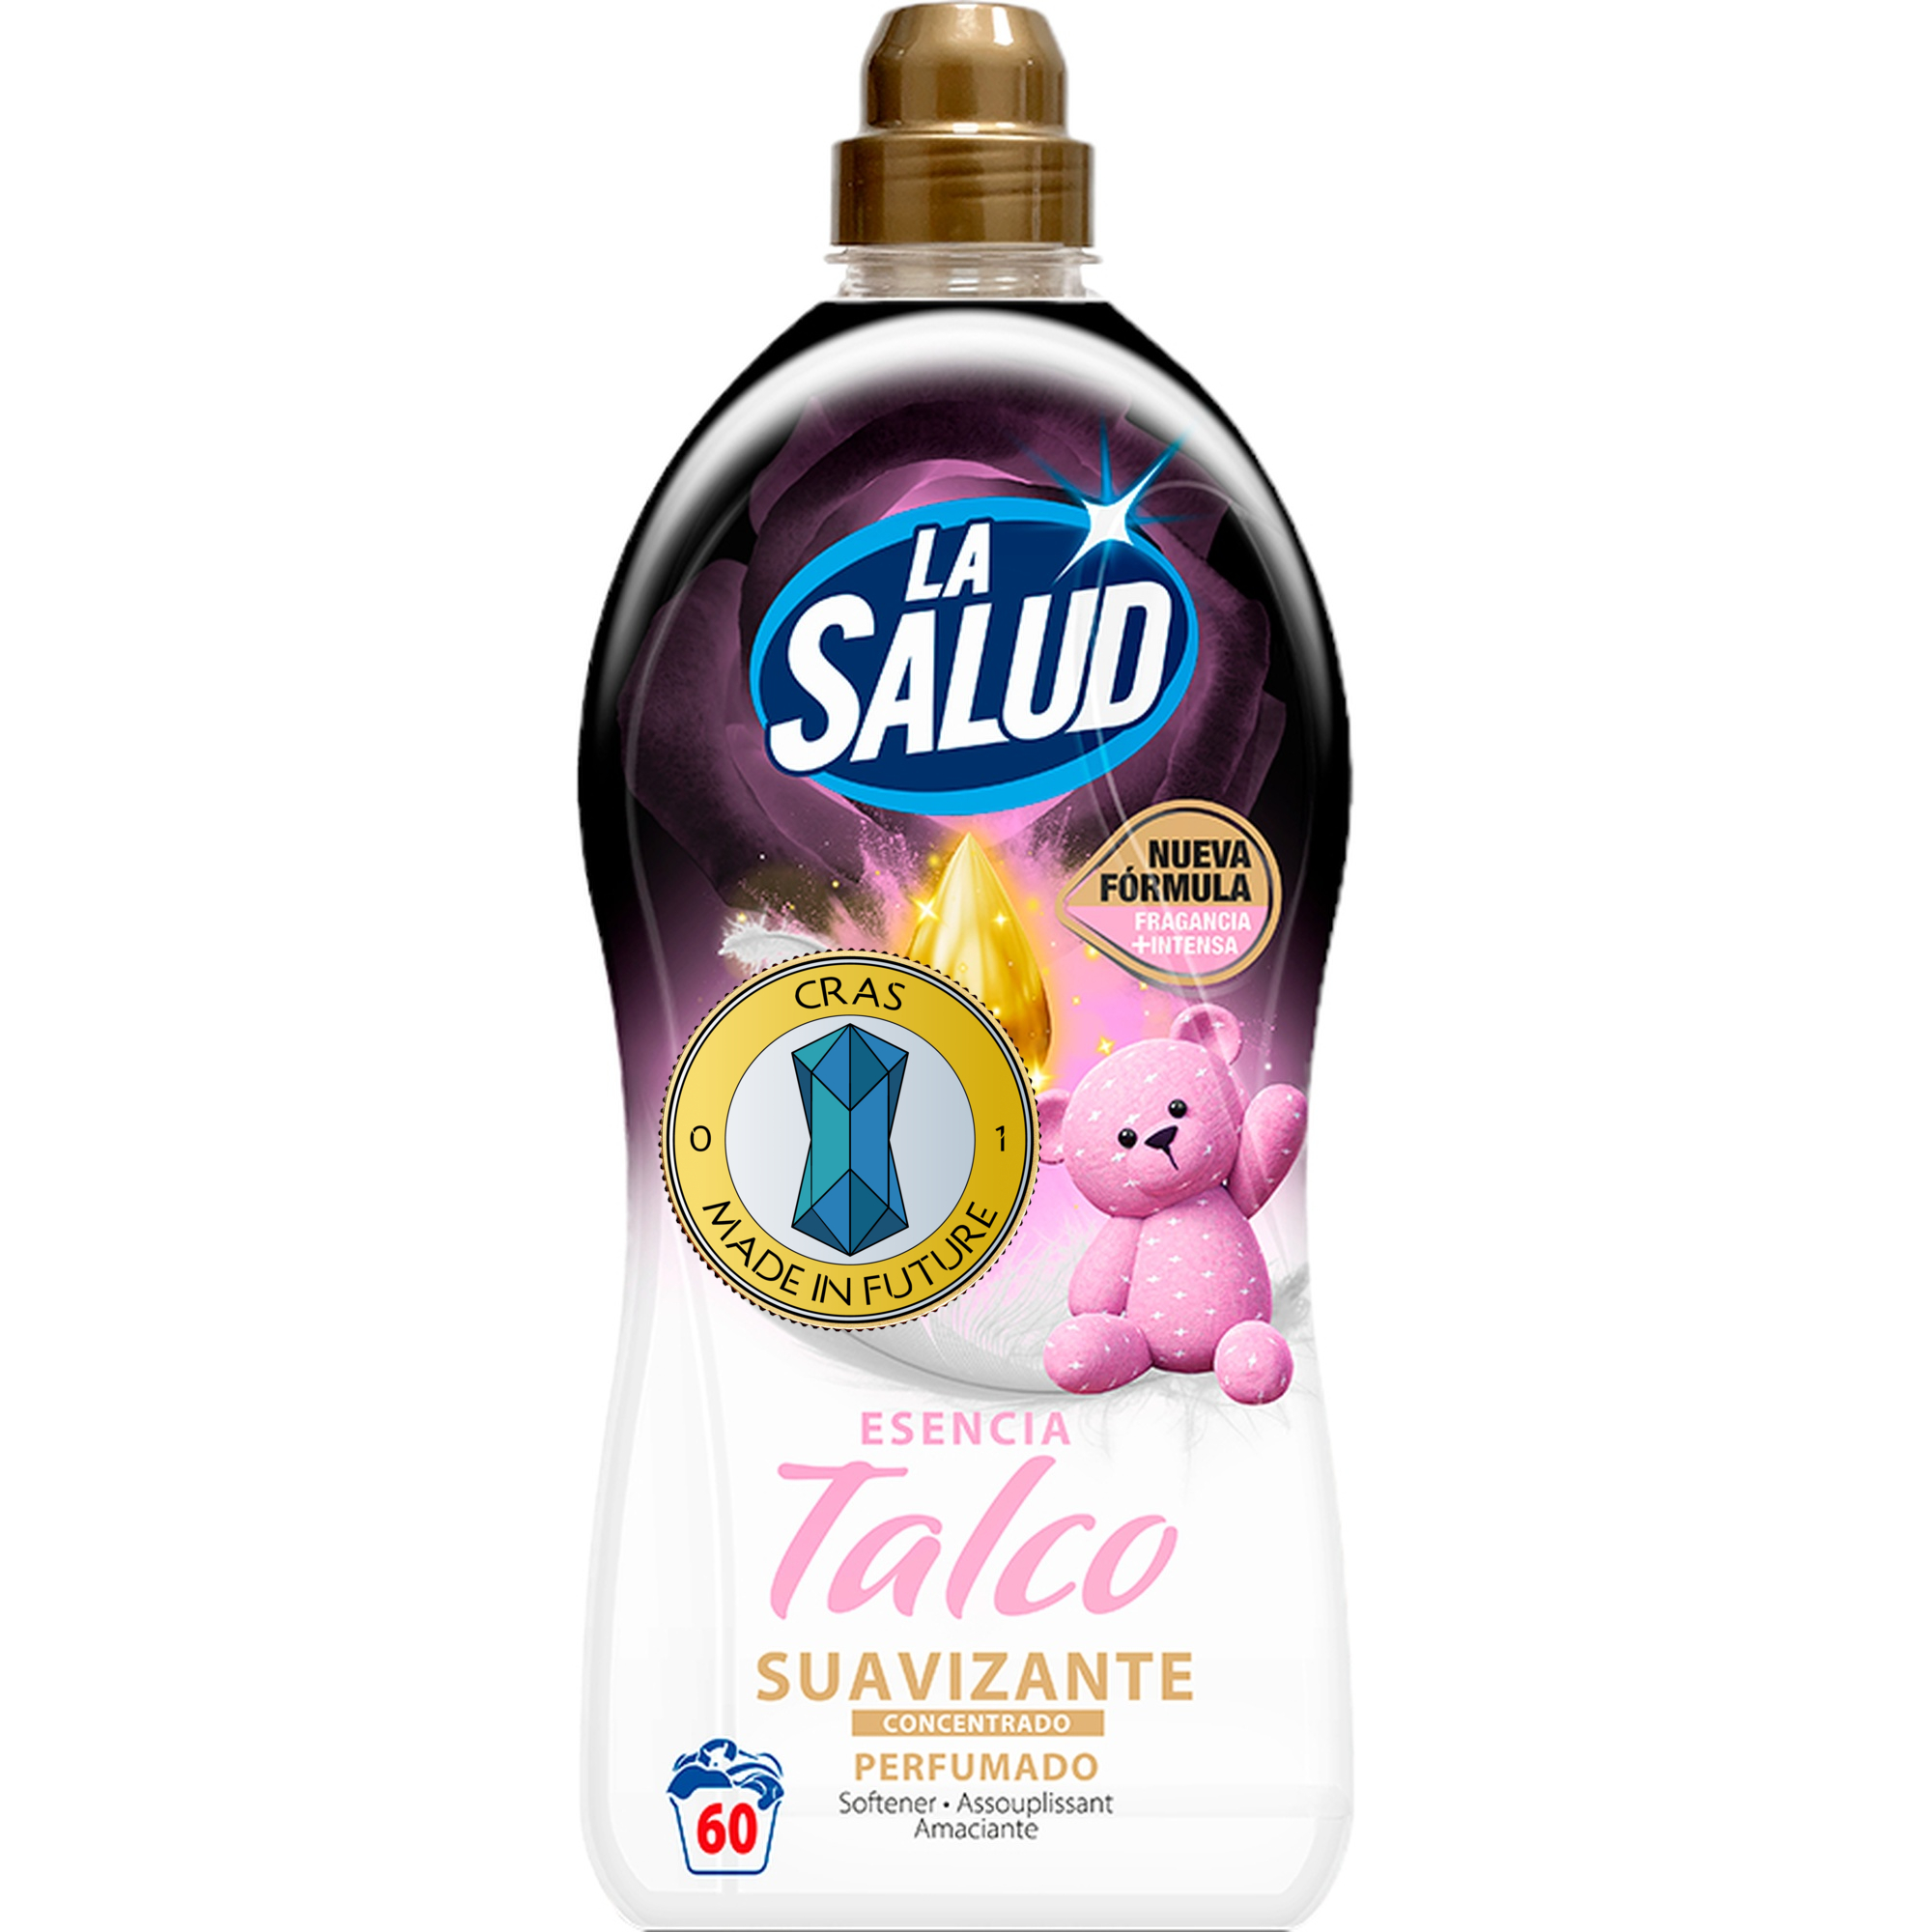 LA
SALUD
NUEVA
FÓRMULA
FRAGANCIA
+INTENSA
CRAS
0 1
MADE IN FUTURE
ESENCIA
Talco
SUAVIZANTE
CONCENTRADO
PERFUMADO
Softener • Assouplissant
Amaciante
60